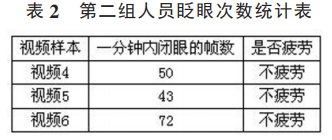 表 2 第二组人员眨眼次数统计表
视频样本 一分钟内闭眼的帧数 是否疲劳
视频4 50 不疲劳
视频5 43 不疲劳
视频6 72 不疲劳